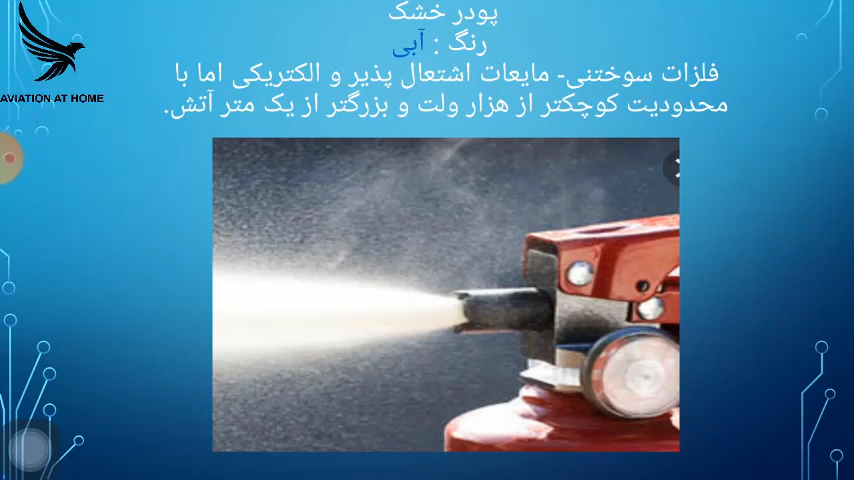 پودر خشک
رنگ : آبی
فلزات سوختنی- مایعات اشتعال پذیر و الکتریکی اما با
محدودیت کوچکتر از هزار ولت و بزرگتر از یک متر آتش.
AVIATION AT HOME